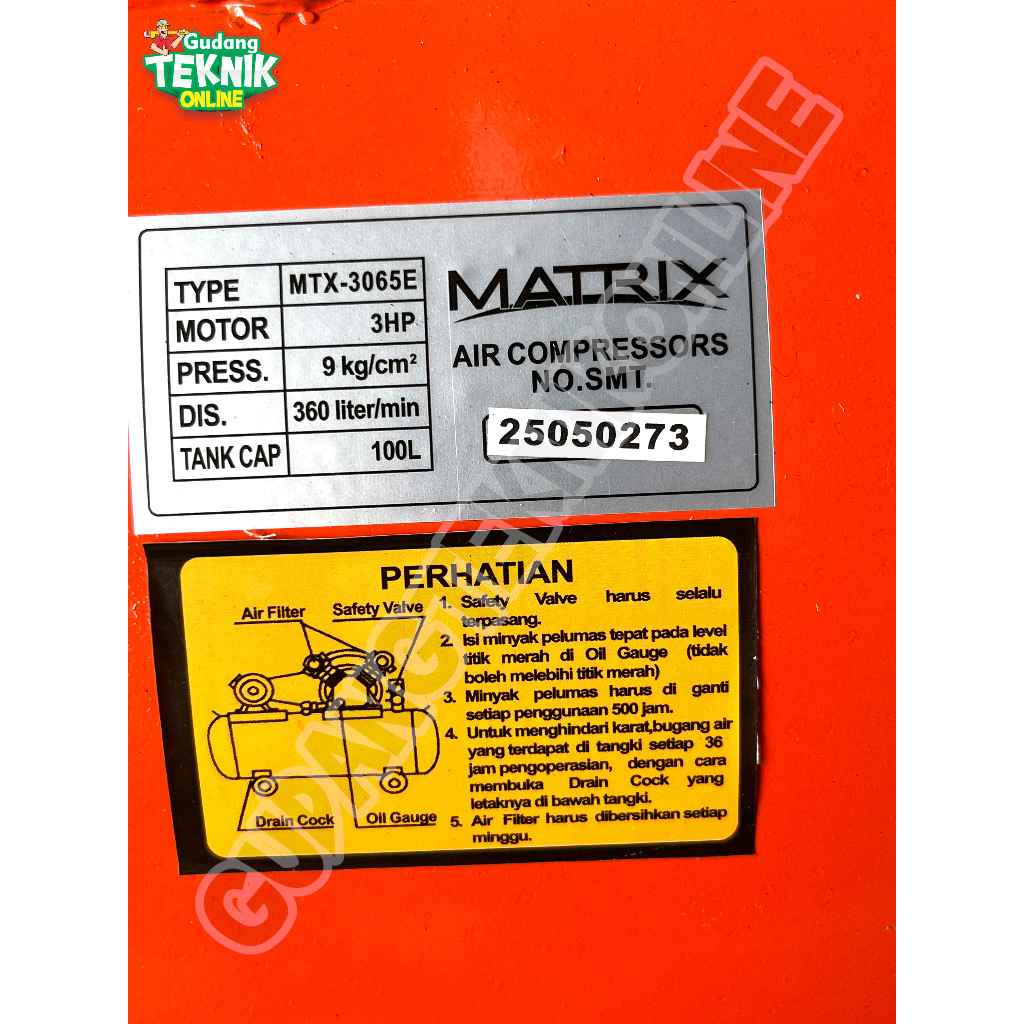 Gudang
TEKNIK
ONLINE
TYPE MTX-3065E
MOTOR 3HP
PRESS. 9 kg/cm²
DIS. 360 liter/min
TANK CAP 100L
MATRIX
AIR COMPRESSORS
NO.SMT.
25050273
PERHATIAN
Air Filter Safety Valve
Drain Cock Oil Gauge
1. Safety Valve harus selalu
terpasang.
2. Isi minyak pelumas tepat pada level
titik merah di Oil Gauge (tidak
boleh melebihi titik merah)
3. Minyak pelumas harus di ganti
setiap penggunaan 500 jam.
4. Untuk menghindari karat,bugang air
yang terdapat di tangki setiap 36
jam pengoperasian, dengan cara
membuka Drain Cock yang
letaknya di bawah tangki.
5. Air Filter harus dibersihkan setiap
minggu.
GUDANGTEKNIKONLINE